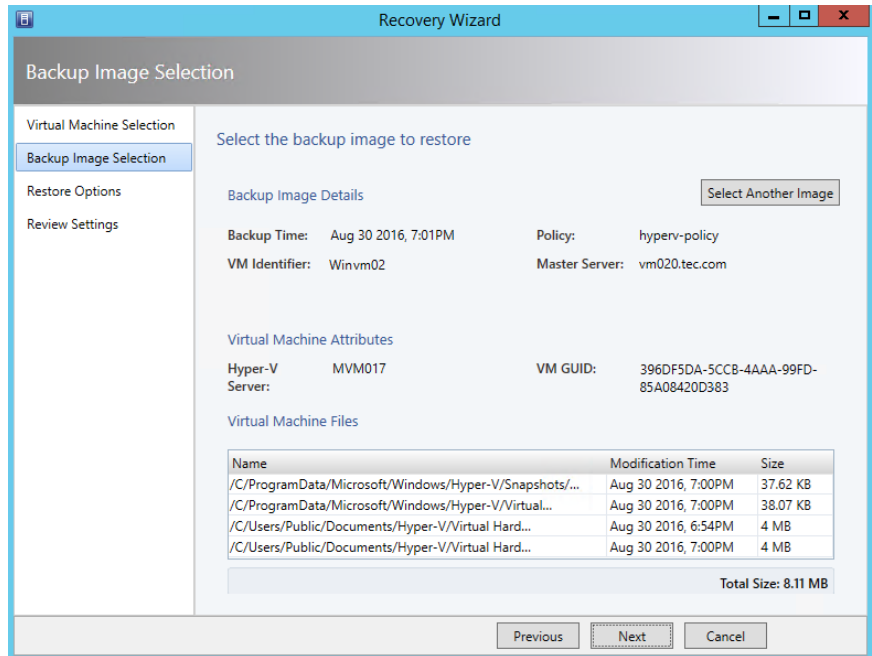 Recovery Wizard
Backup Image Selection
Virtual Machine Selection
Backup Image Selection
Restore Options
Review Settings
Select the backup image to restore
Backup Image Details
Select Another Image
Backup Time: Aug 30 2016, 7:01PM Policy: hyperv-policy
VM Identifier: Winvm02 Master Server: vm020.tec.com
Virtual Machine Attributes
Hyper-V Server: MVM017 VM GUID: 396DF5DA-5CCB-4AAA-99FD-
85A08420D383
Virtual Machine Files
Name Modification Time Size
/C/ProgramData/Microsoft/Windows/Hyper-V/Snapshots/... Aug 30 2016, 7:00PM 37.62 KB
/C/ProgramData/Microsoft/Windows/Hyper-V/Virtual... Aug 30 2016, 7:00PM 38.07 KB
/C/Users/Public/Documents/Hyper-V/Virtual Hard... Aug 30 2016, 6:54PM 4 MB
/C/Users/Public/Documents/Hyper-V/Virtual Hard... Aug 30 2016, 7:00PM 4 MB
Total Size: 8.11 MB
Previous Next Cancel